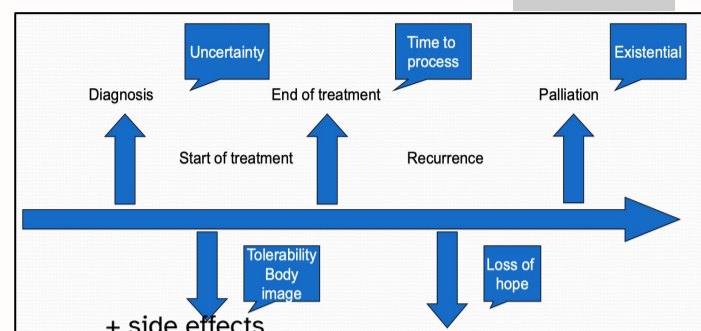 Uncertainty
Time to
process
Existential
Diagnosis
End of treatment
Palliation
Start of treatment
Recurrence
Tolerability
Body
image
Loss of
hope
+ side effects